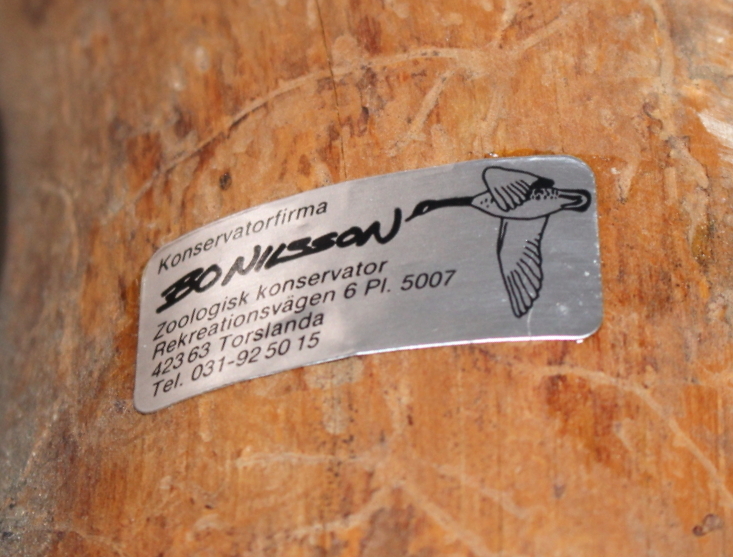 Konservatorfirma
BO NILSSON
Zoologisk konservator
Rekreationsvägen 6 Pl. 5007
423 63 Torslanda
Tel. 031-92 50 15